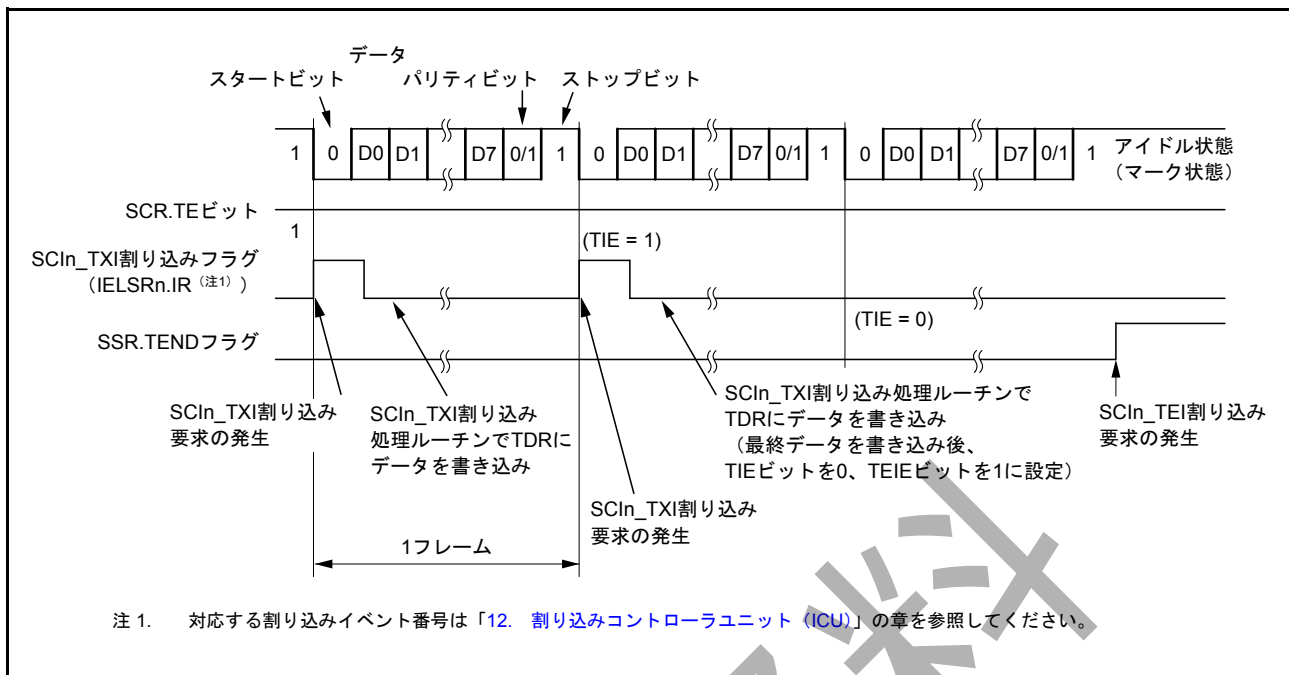 データ
スタートビット パリティビット ストップビット
1 0 D0 D1 D7 0/1 1 0 D0 D1 D7 0/1 1 0 D0 D1 D7 0/1 1 アイドル状態
（マーク状態）
SCR.TEビット
1
(TIE = 1)
SCIn_TXI割り込みフラグ
（IELSRn.IR（注1））
(TIE = 0)
SSR.TENDフラグ
SCIn_TXI割り込み
要求の発生
SCIn_TXI割り込み
処理ルーチンでTDRに
データを書き込み
SCIn_TXI割り込み処理ルーチンで
TDRにデータを書き込み
（最終データを書き込み後、
TIEビットを0、TEIEビットを1に設定）
SCIn_TEI割り込み
要求の発生
SCIn_TXI割り込み
要求の発生
1フレーム
注 1. 対応する割り込みイベント番号は「12. 割り込みコントローラユニット（ICU）」の章を参照してください。